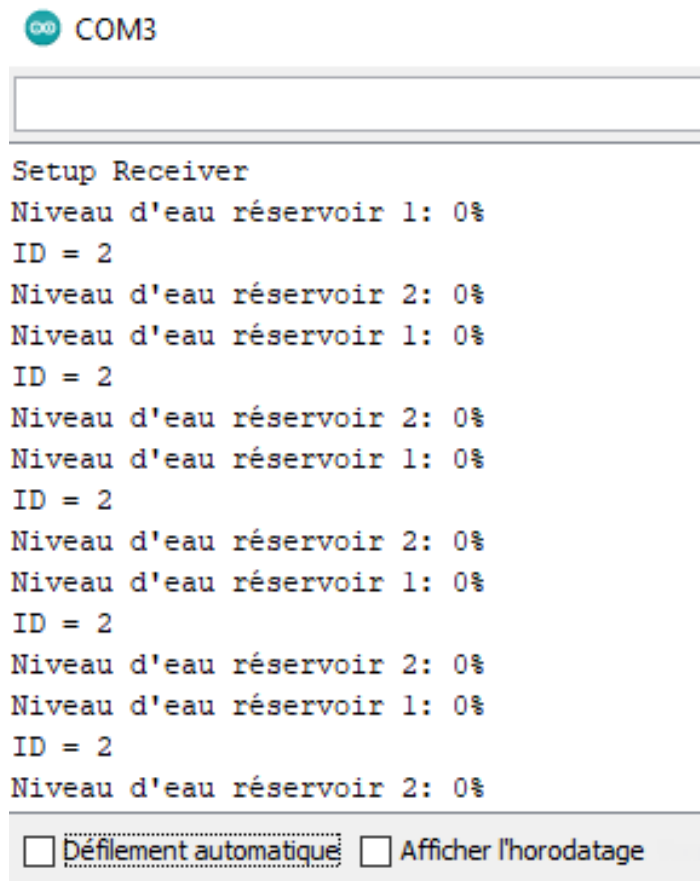 COM3
Setup Receiver
Niveau d'eau réservoir 1: 0%
ID = 2
Niveau d'eau réservoir 2: 0%
Niveau d'eau réservoir 1: 0%
ID = 2
Niveau d'eau réservoir 2: 0%
Niveau d'eau réservoir 1: 0%
ID = 2
Niveau d'eau réservoir 2: 0%
Niveau d'eau réservoir 1: 0%
ID = 2
Niveau d'eau réservoir 2: 0%
Niveau d'eau réservoir 1: 0%
ID = 2
Niveau d'eau réservoir 2: 0%
Défilement automatique Afficher l'horodatage